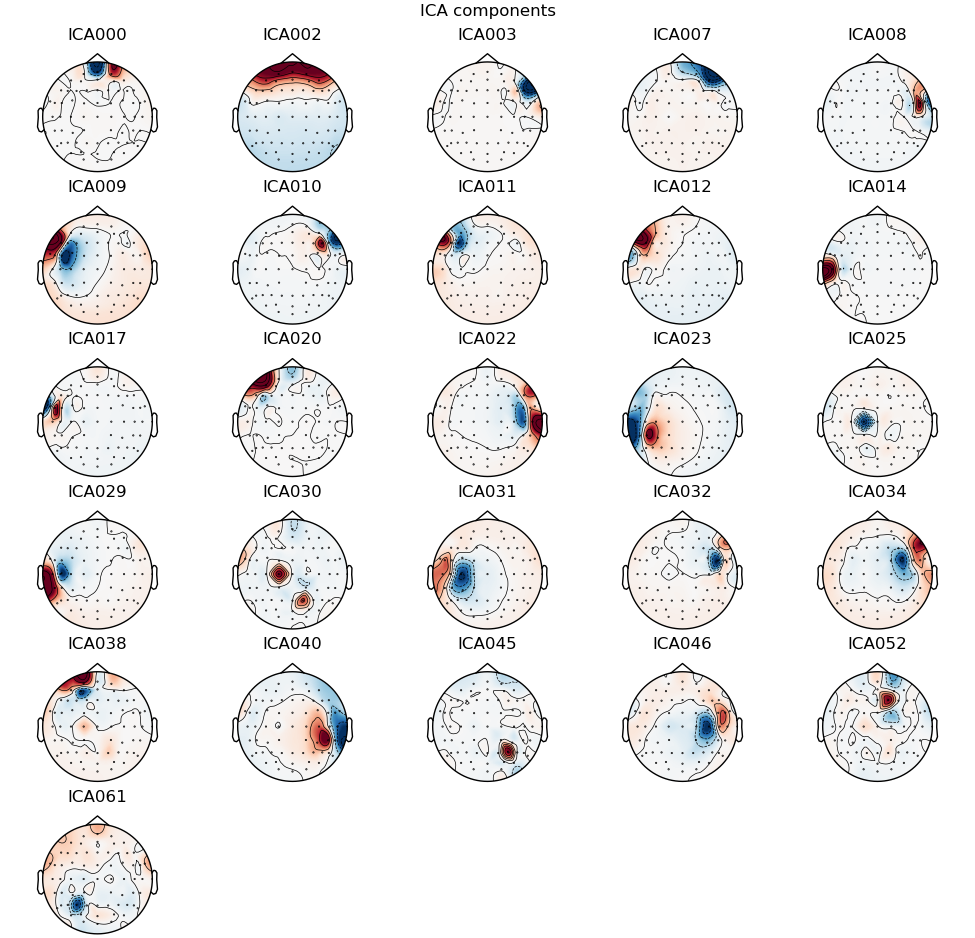 ICA components
ICA000 ICA002 ICA003 ICA007 ICA008
ICA009 ICA010 ICA011 ICA012 ICA014
ICA017 ICA020 ICA022 ICA023 ICA025
ICA029 ICA030 ICA031 ICA032 ICA034
ICA038 ICA040 ICA045 ICA046 ICA052
ICA061